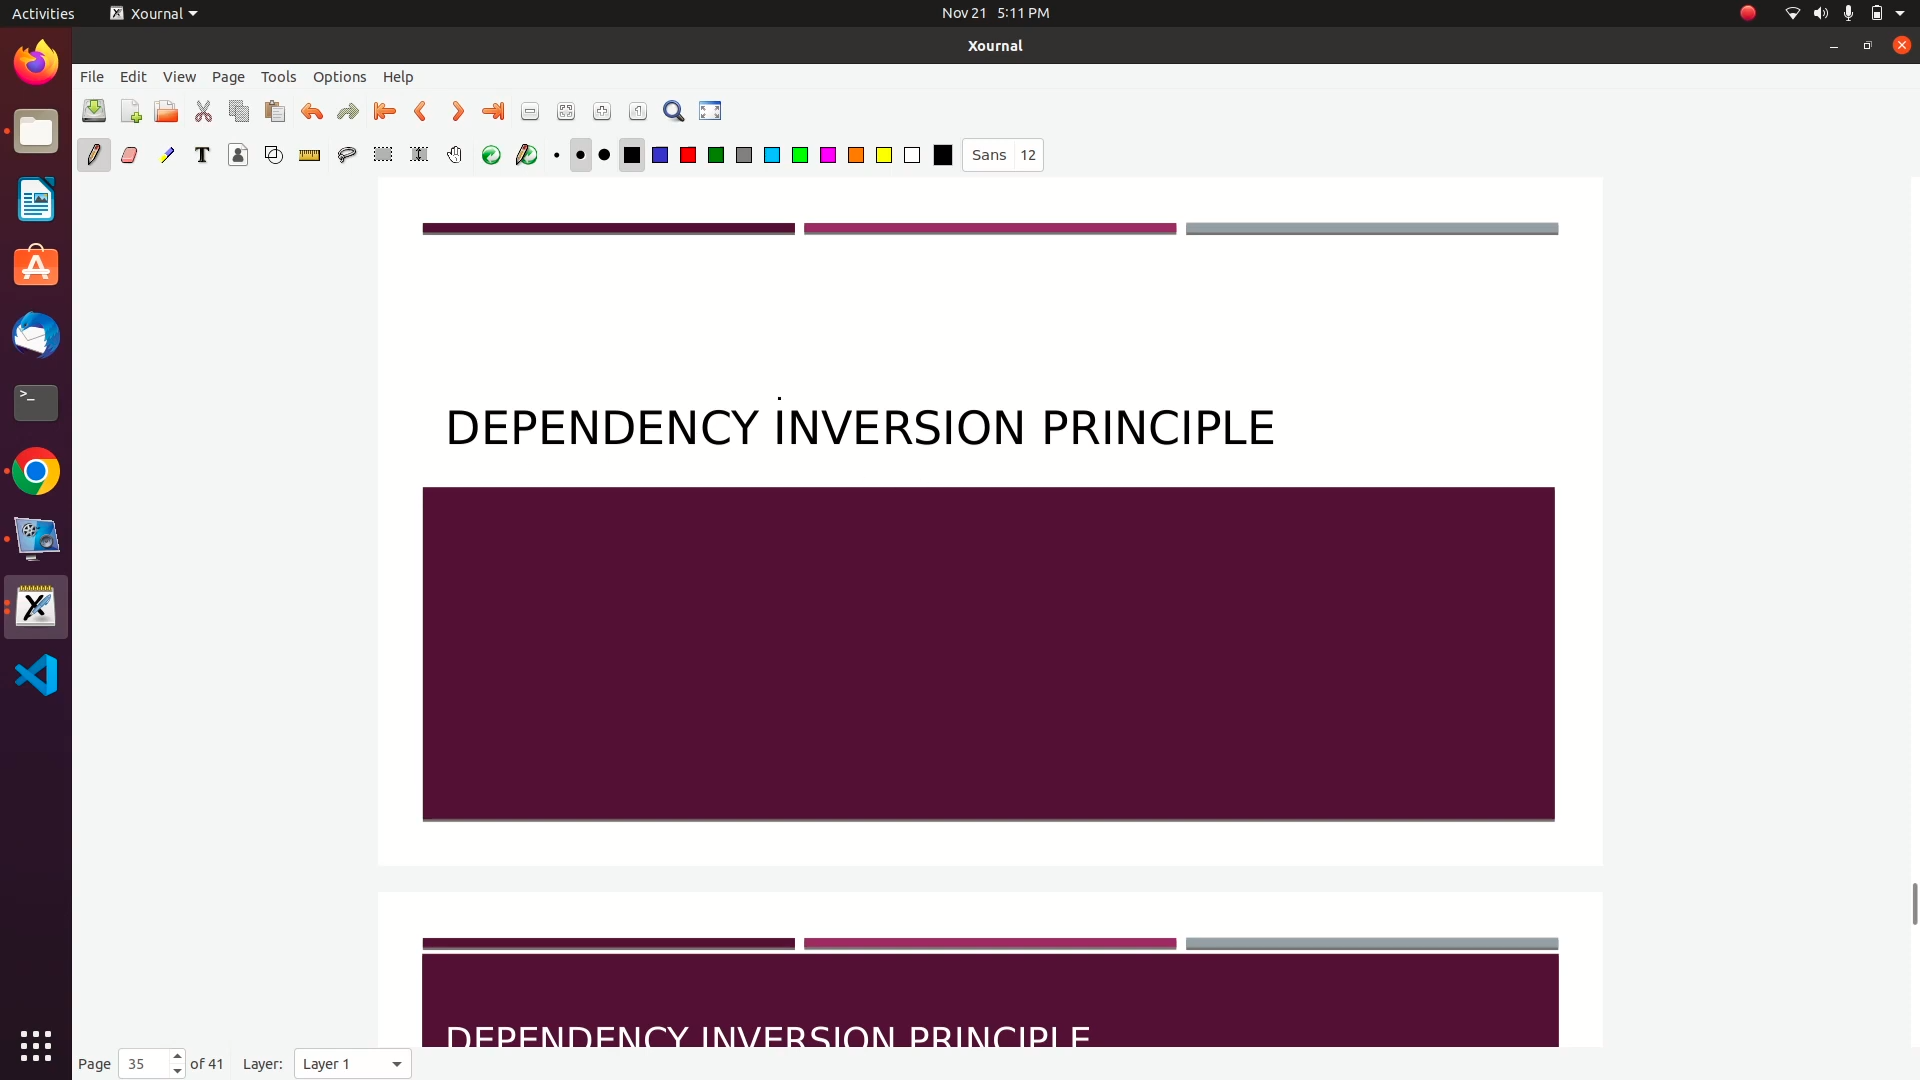 Activities Xournal Nov 21 5:11 PM
Xournal
File Edit View Page Tools Options Help
T Sans 12
DEPENDENCY INVERSION PRINCIPLE
DEPENDENCY INVERSION PRINCIPLE
Page 35 of 41 Layer: Layer 1